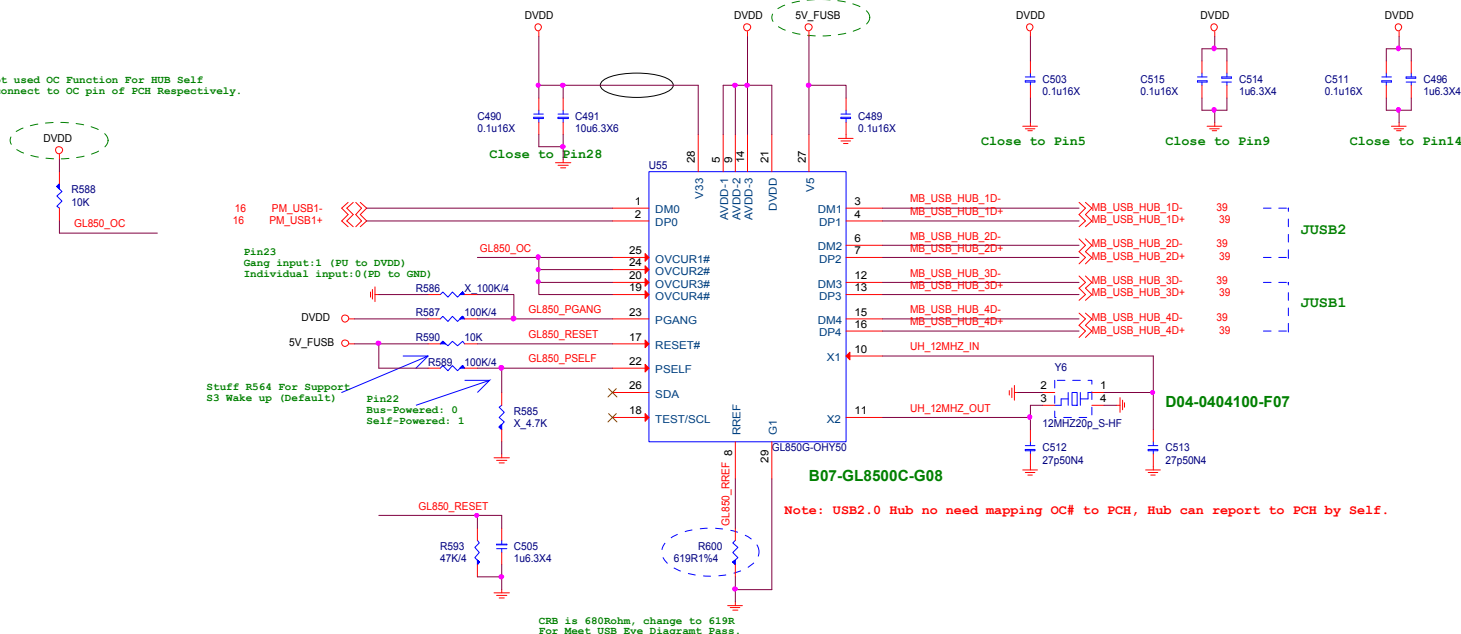 DVDD
DVDD
5V_FUSB
DVDD
DVDD
DVDD
t used OC Function For HUB Self
onnect to OC pin of PCH Respectively.
C490
0.1u16X
C491
10u6.3X6
Close to Pin28
C489
0.1u16X
C503
0.1u16X
Close to Pin5
C515
0.1u16X
C514
1u6.3X4
Close to Pin9
C511
0.1u16X
C496
1u6.3X4
Close to Pin14
DVDD
R588
10K
GL850_OC
U55
28
5
9
14
21
27
V33
AVDD-1
AVDD-2
AVDD-3
DVDD
V5
16 PM_USB1-
16 PM_USB1+
1
2
DM0
DP0
DM1
DP1
3
4
MB_USB_HUB_1D-
MB_USB_HUB_1D+
MB_USB_HUB_1D- 39
MB_USB_HUB_1D+ 39
DM2
DP2
6
7
MB_USB_HUB_2D-
MB_USB_HUB_2D+
MB_USB_HUB_2D- 39
MB_USB_HUB_2D+ 39
JUSB2
DM3
DP3
12
13
MB_USB_HUB_3D-
MB_USB_HUB_3D+
MB_USB_HUB_3D- 39
MB_USB_HUB_3D+ 39
DM4
DP4
15
16
MB_USB_HUB_4D-
MB_USB_HUB_4D+
MB_USB_HUB_4D- 39
MB_USB_HUB_4D+ 39
JUSB1
GL850_OC
25
24
20
19
OVCUR1#
OVCUR2#
OVCUR3#
OVCUR4#
Pin23
Gang input:1 (PU to DVDD)
Individual input:0(PD to GND)
R586 X_100K/4
DVDD
R587 100K/4
GL850_PGANG
23
PGANG
5V_FUSB
R590 10K
GL850_RESET
17
RESET#
R589 100K/4
GL850_PSELF
22
PSELF
Stuff R564 For Support
S3 Wake up (Default)
Pin22
Bus-Powered: 0
Self-Powered: 1
R585
X_4.7K
26
SDA
18
TEST/SCL
RREF
G1
X1
10
UH_12MHZ_IN
X2
11
UH_12MHZ_OUT
Y6
2
3
1
4
12MHZ20p_S-HF
D04-0404100-F07
C512
27p50N4
C513
27p50N4
8
29
GL850G-OHY50
B07-GL8500C-G08
GL850_RREF
Note: USB2.0 Hub no need mapping OC# to PCH, Hub can report to PCH by Self.
GL850_RESET
R593
47K/4
C505
1u6.3X4
R600
619R1%4
CRB is 680Rohm, change to 619R
For Meet USB Eye Diagramt Pass.